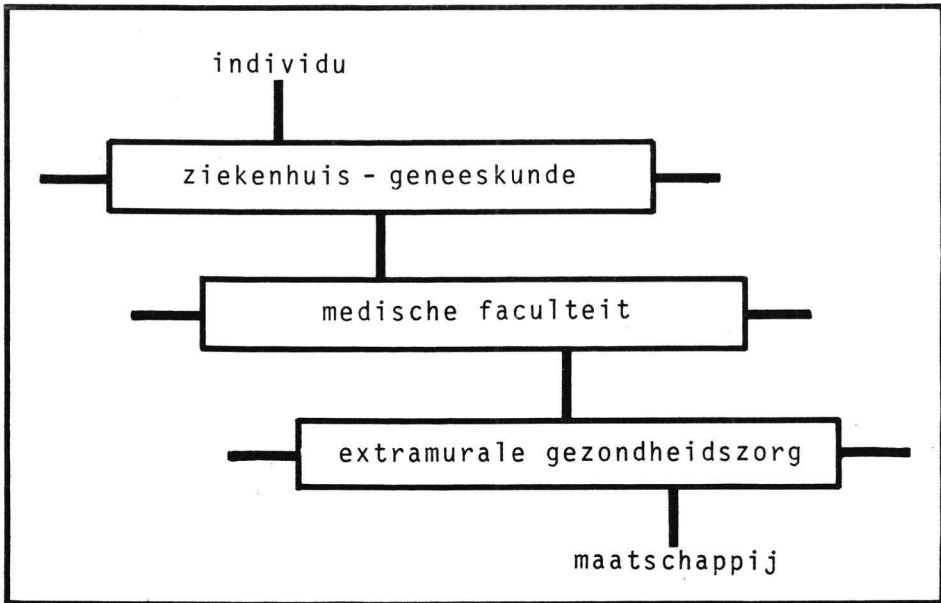 individu
ziekenhuis - geneeskunde
medische faculteit
extramurale gezondheidszorg
maatschappij